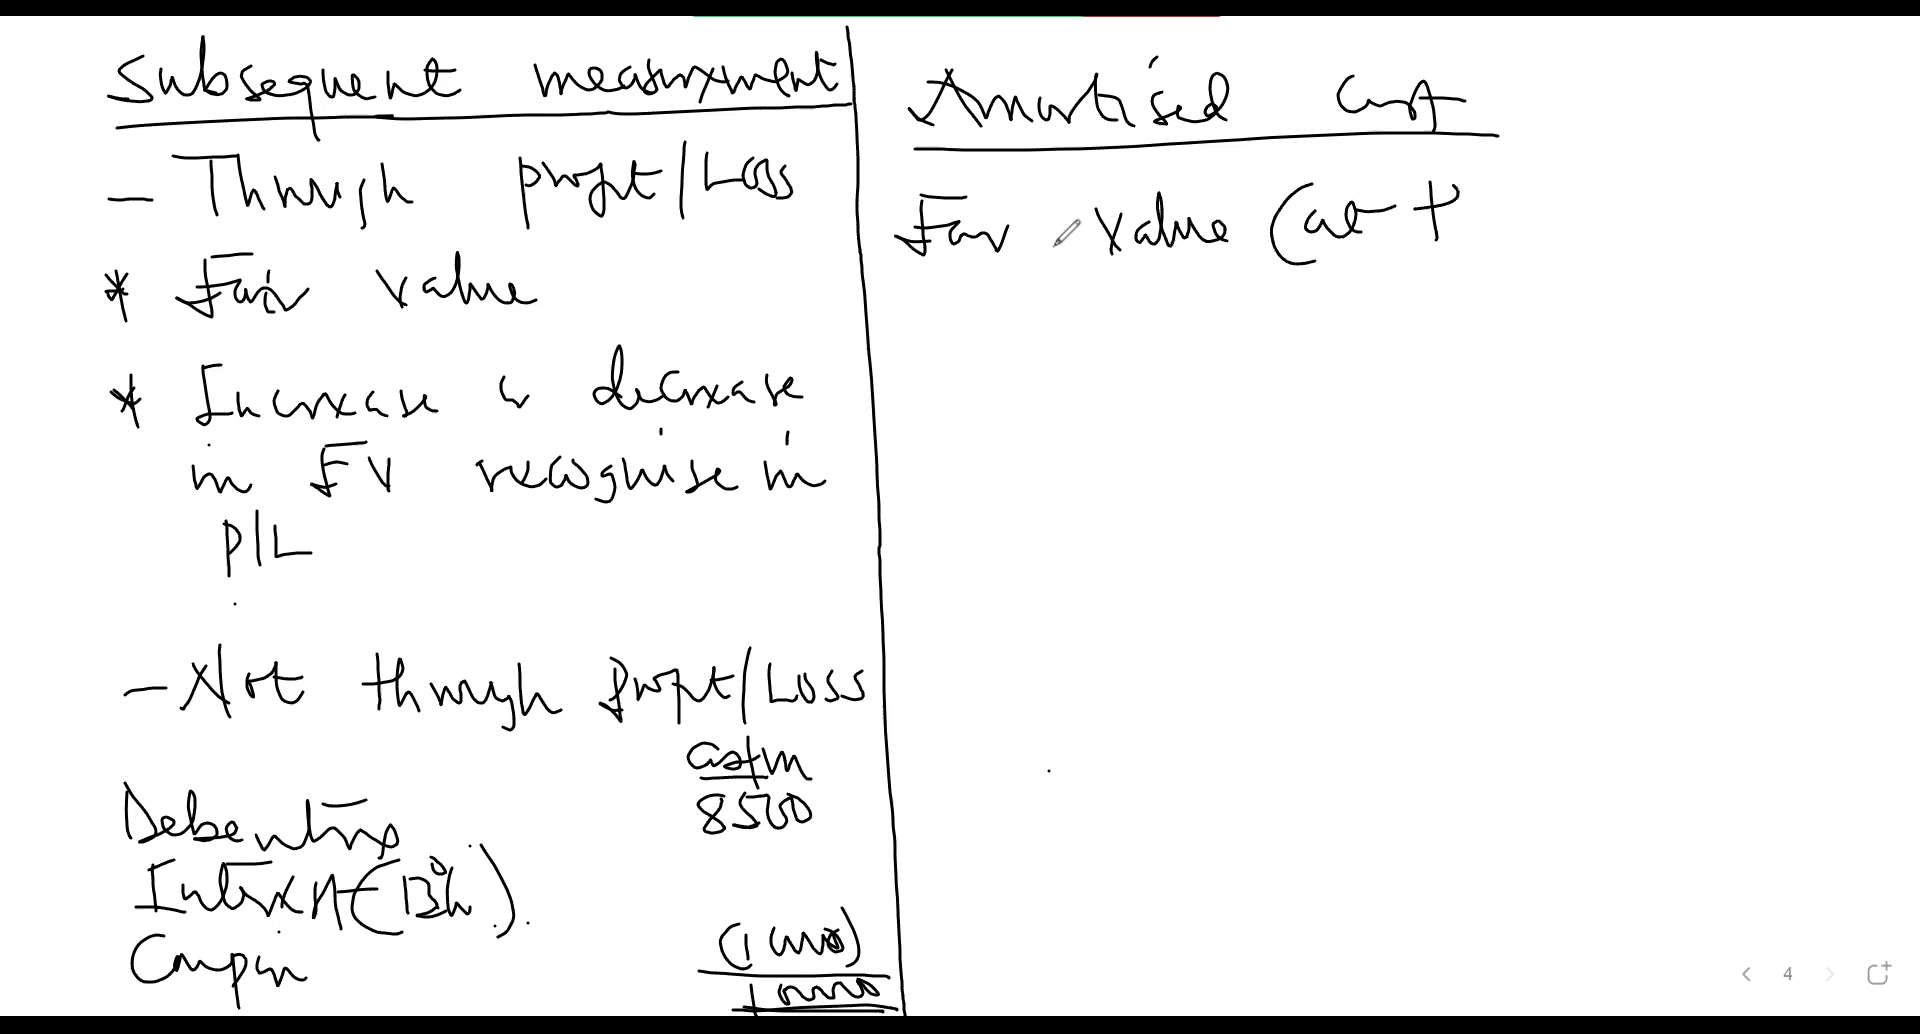 Subsequent measurement
- Through profit/Loss
* Fair value
* Increase or decrease
in FV recognise in
P/L
- Not through profit/Loss
8500
Debentures
Interest (13%)
Coupon
Amortised Cost
Fair value (
4